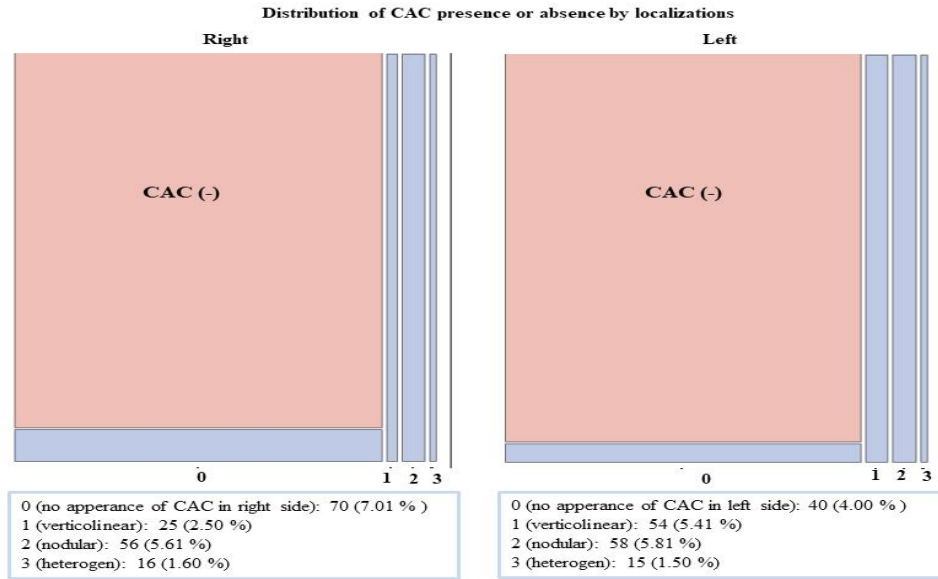 Distribution of CAC presence or absence by localizations
Right
Left
CAC (-)
CAC (-)
0 1 2 3
0 1 2 3
0 (no apperance of CAC in right side): 70 (7.01 % )
1 (verticolinear): 25 (2.50 %)
2 (nodular): 56 (5.61 %)
3 (heterogen): 16 (1.60 %)
0 (no apperance of CAC in left side): 40 (4.00 %)
1 (verticolinear): 54 (5.41 %)
2 (nodular): 58 (5.81 %)
3 (heterogen): 15 (1.50 %)